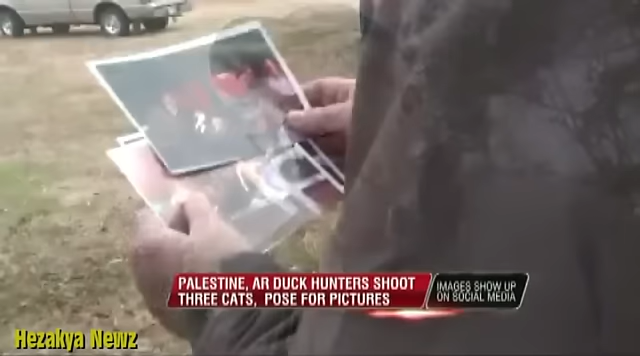 PALESTINE, AR DUCK HUNTERS SHOOT
THREE CATS, POSE FOR PICTURES
IMAGES SHOW UP
ON SOCIAL MEDIA
Hezakya Newz